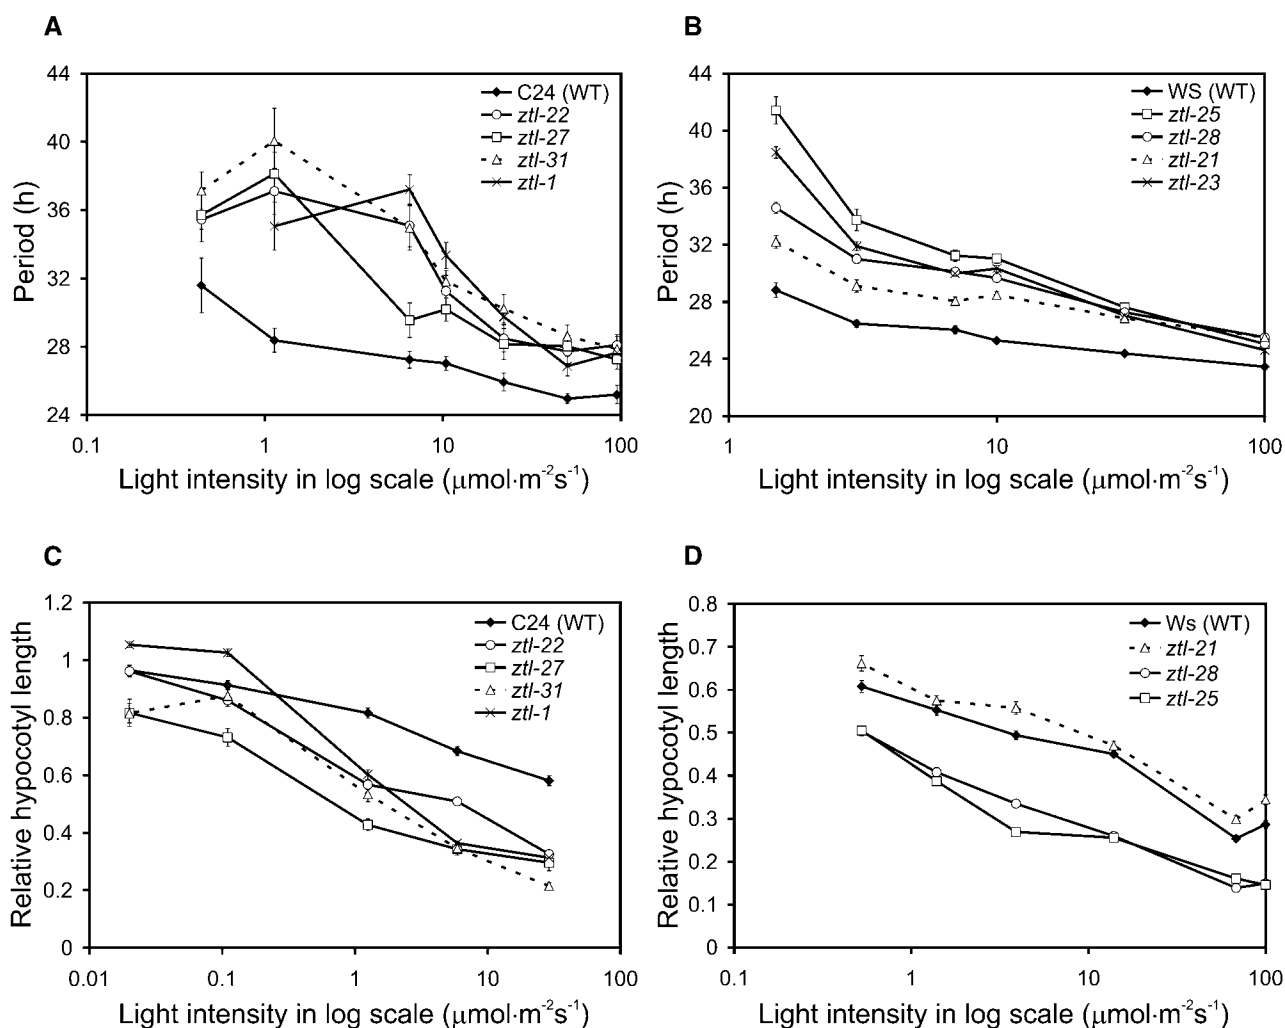 A
Period (h)
44
40
36
32
28
24
0.1
1
10
100
Light intensity in log scale (μmol·m⁻²s⁻¹)
C24 (WT)
ztl-22
ztl-27
ztl-31
ztl-1
B
Period (h)
44
40
36
32
28
24
20
1
10
100
Light intensity in log scale (μmol·m⁻²s⁻¹)
WS (WT)
ztl-25
ztl-28
ztl-21
ztl-23
C
Relative hypocotyl length
1.2
1
0.8
0.6
0.4
0.2
0
0.01
0.1
1
10
100
Light intensity in log scale (μmol·m⁻²s⁻¹)
C24 (WT)
ztl-22
ztl-27
ztl-31
ztl-1
D
Relative hypocotyl length
0.8
0.7
0.6
0.5
0.4
0.3
0.2
0.1
0
0.1
1
10
100
Light intensity in log scale (μmol·m⁻²s⁻¹)
Ws (WT)
ztl-21
ztl-28
ztl-25